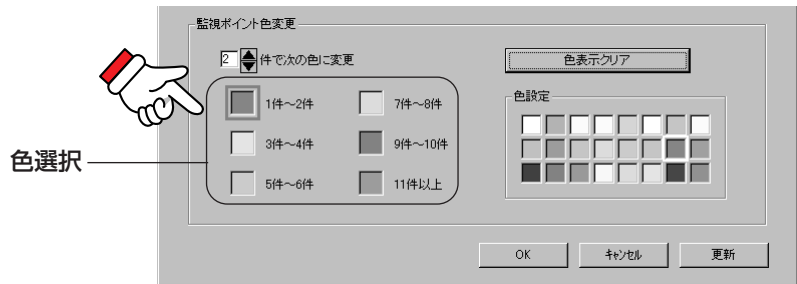 監視ポイント色変更
2 件で次の色に変更
色表示クリア
1件～2件
7件～8件
3件～4件
9件～10件
5件～6件
11件以上
色選択
色設定
OK
ｷｬﾝｾﾙ
更新